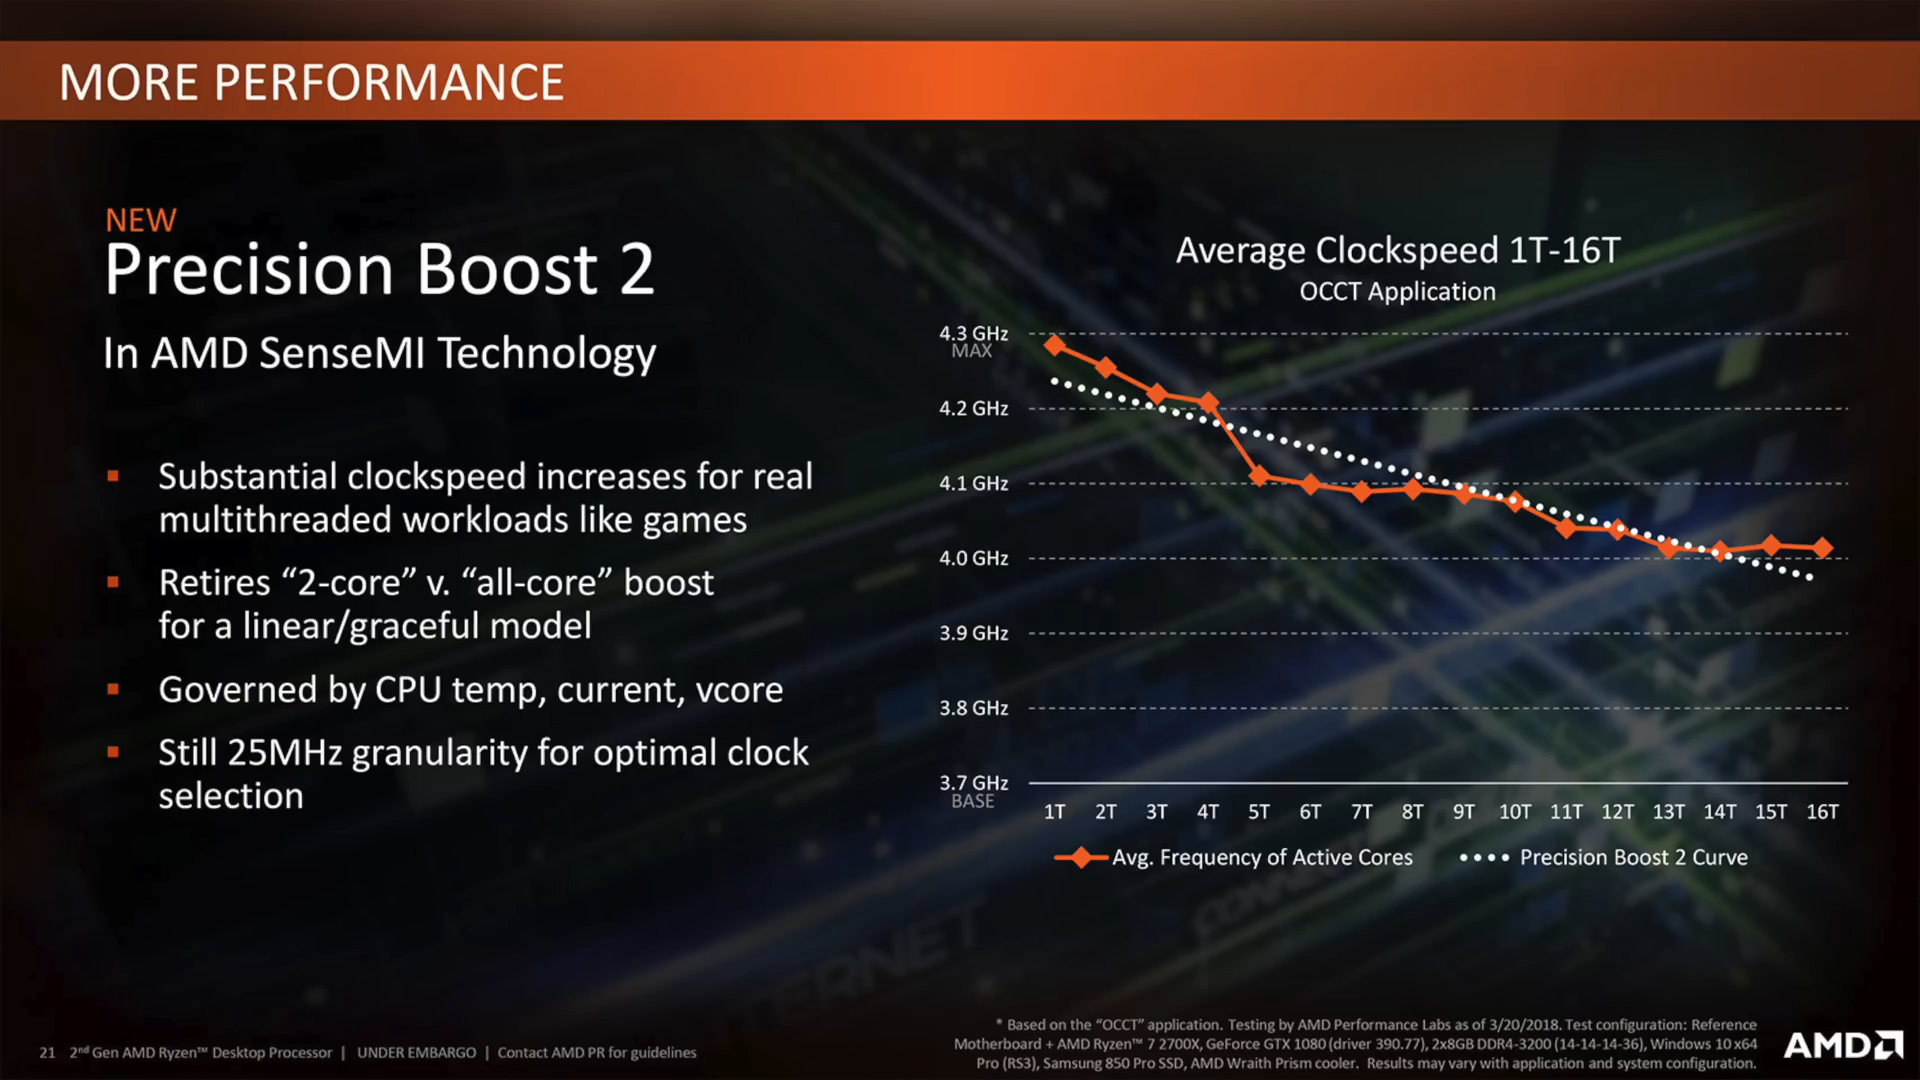 MORE PERFORMANCE
NEW
Precision Boost 2
In AMD SenseMI Technology
Substantial clockspeed increases for real
multithreaded workloads like games
Retires “2-core” v. “all-core” boost
for a linear/graceful model
Governed by CPU temp, current, vcore
Still 25MHz granularity for optimal clock
selection
Average Clockspeed 1T-16T
OCCT Application
4.3 GHz
MAX
4.2 GHz
4.1 GHz
4.0 GHz
3.9 GHz
3.8 GHz
3.7 GHz
BASE
1T 2T 3T 4T 5T 6T 7T 8T 9T 10T 11T 12T 13T 14T 15T 16T
Avg. Frequency of Active Cores Precision Boost 2 Curve
* Based on the “OCCT” application. Testing by AMD Performance Labs as of 3/20/2018. Test configuration: Reference
Motherboard + AMD Ryzen™ 7 2700X, GeForce GTX 1080 (driver 390.77), 2x8GB DDR4-3200 (14-14-14-36), Windows 10 x64
Pro (RS3), Samsung 850 Pro SSD, AMD Wraith Prism cooler. Results may vary with application and system configuration.
21 2nd Gen AMD Ryzen™ Desktop Processor | UNDER EMBARGO | Contact AMD PR for guidelines
AMD